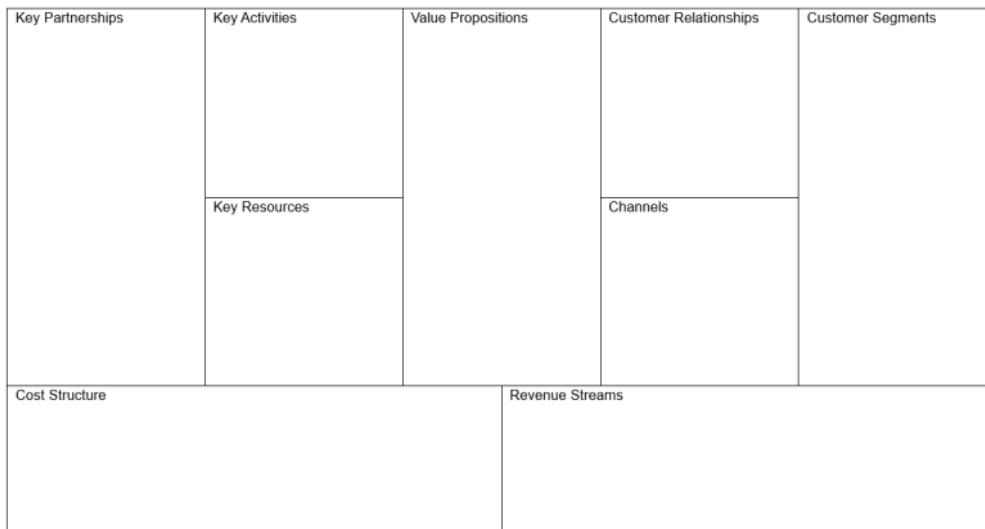 Key Partnerships
Key Activities
Value Propositions
Customer Relationships
Customer Segments
Key Resources
Channels
Cost Structure
Revenue Streams